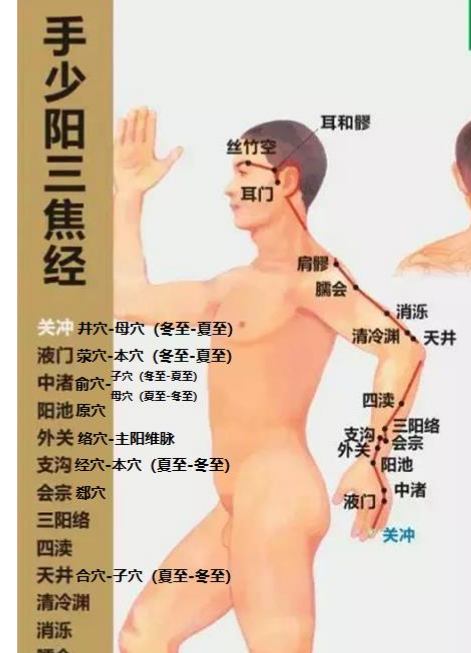 手少阳三焦经
关冲 井穴-母穴（冬至-夏至）
液门 荥穴-本穴（冬至-夏至）
中渚 俞穴-子穴（冬至-夏至）
母穴（夏至-冬至）
阳池 原穴
外关 络穴-主阳维脉
支沟 经穴-本穴（夏至-冬至）
会宗 郄穴
三阳络
四渎
天井 合穴-子穴（夏至-冬至）
清冷渊
消泺
耳和髎
丝竹空
耳门
肩髎
臑会
消泺
清冷渊
天井
四渎
三阳络
支沟
会宗
外关
阳池
中渚
液门
关冲